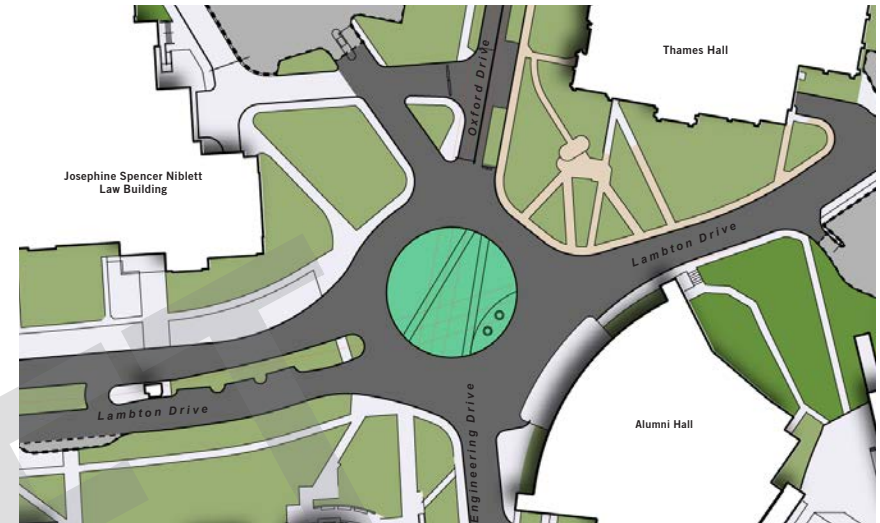 Thames Hall
Oxford Drive
Josephine Spencer Niblett
Law Building
Lambton Drive
Lambton Drive
Alumni Hall
Engineering Drive